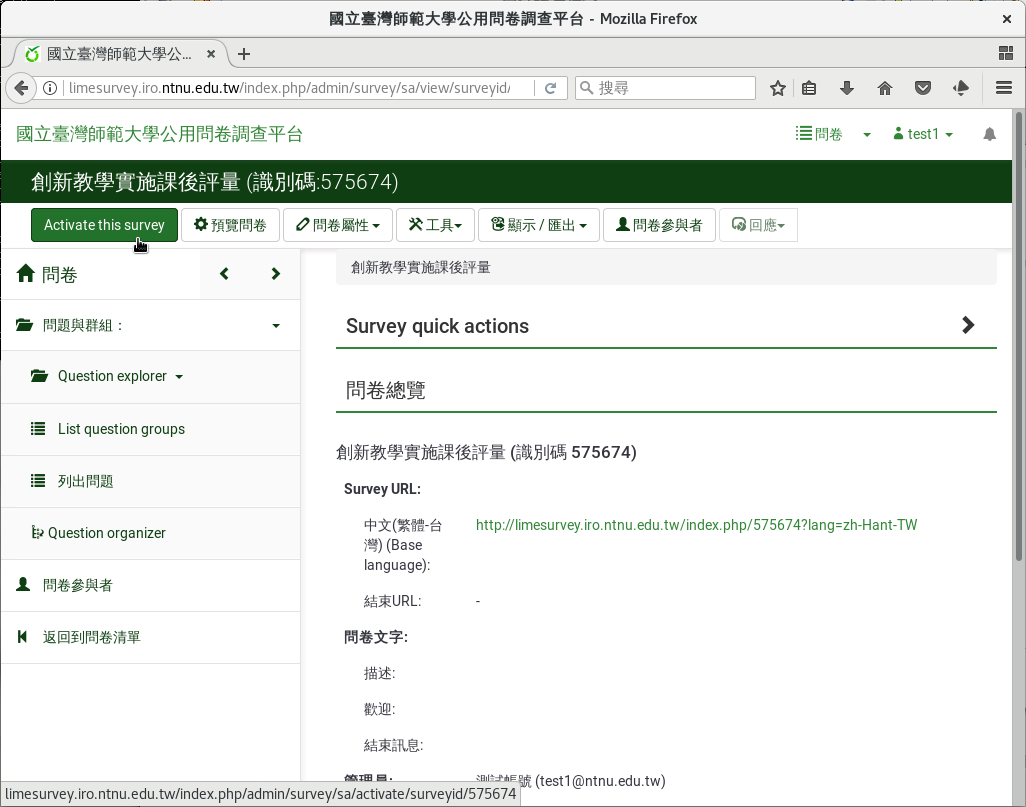 國立臺灣師範大學公用問卷調查平台 - Mozilla Firefox
國立臺灣師範大學公...
limesurvey.iro.ntnu.edu.tw/index.php/admin/survey/sa/view/surveyid/
搜尋
國立臺灣師範大學公用問卷調查平台
問卷
test1
創新教學實施課後評量 (識別碼:575674)
Activate this survey
預覽問卷
問卷屬性
工具
顯示 / 匯出
問卷參與者
回應
問卷
創新教學實施課後評量
問題與群組：
Survey quick actions
Question explorer
問卷總覽
List question groups
創新教學實施課後評量 (識別碼 575674)
列出問題
Survey URL:
Question organizer
中文(繁體-台
灣) (Base
language):
http://limesurvey.iro.ntnu.edu.tw/index.php/575674?lang=zh-Hant-TW
問卷參與者
結束URL:
-
返回到問卷清單
問卷文字:
描述:
歡迎:
結束訊息:
管理員:
測試帳號 (test1@ntnu.edu.tw)
limesurvey.iro.ntnu.edu.tw/index.php/admin/survey/sa/activate/surveyid/575674